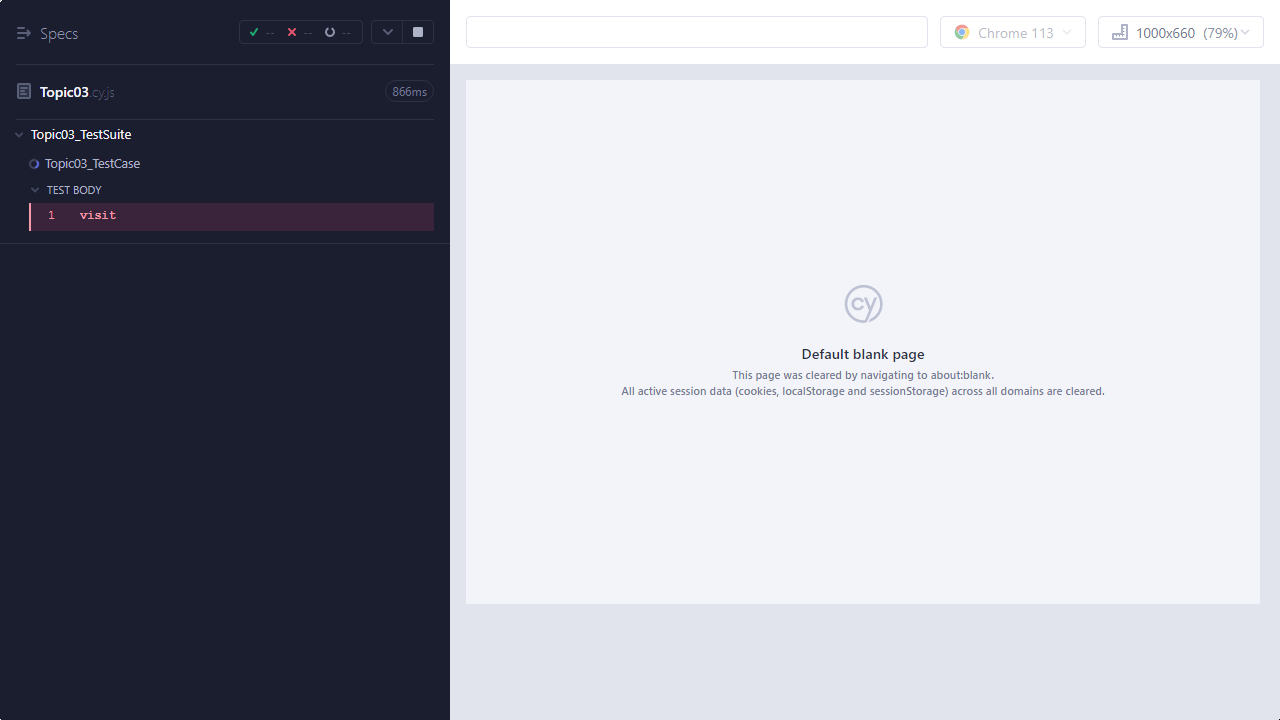 Specs
-- -- --
Topic03.cy.js
866ms
Topic03_TestSuite
Topic03_TestCase
TEST BODY
1 visit
Chrome 113
1000x660 (79%)
cy
Default blank page
This page was cleared by navigating to about:blank.
All active session data (cookies, localStorage and sessionStorage) across all domains are cleared.